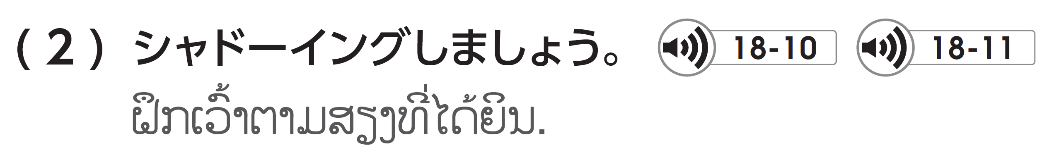 ( 2 ) シャドーイングしましょう。 18-10 18-11
ຝຶກເວົ້າຕາມສຽງທີ່ໄດ້ຍິນ.